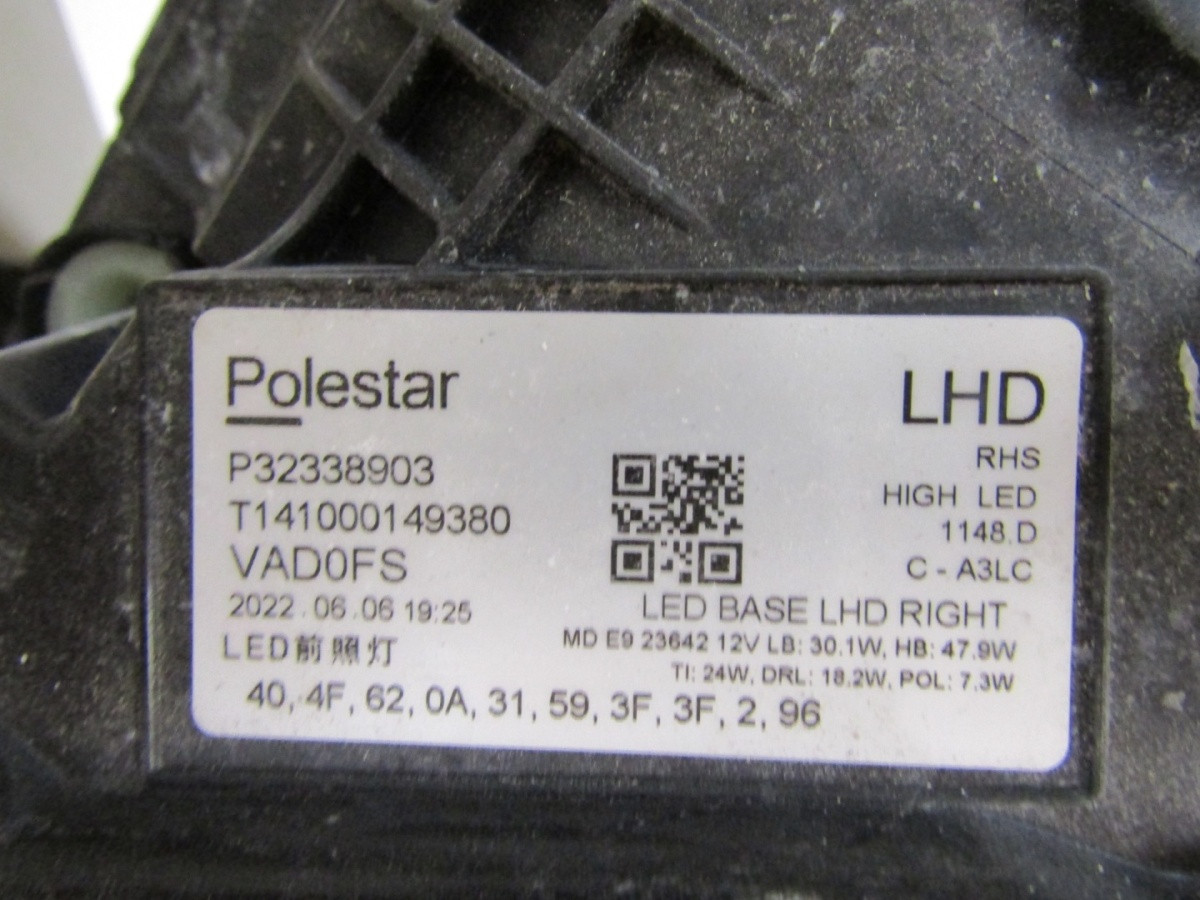 Polestar
LHD
P32338903
T141000149380
VAD0FS
2022.06.06 19:25
LED前照灯
RHS
HIGH LED
1148.D
C - A3LC
LED BASE LHD RIGHT
MD E9 23642 12V LB: 30.1W, HB: 47.9W
TI: 24W, DRL: 18.2W, POL: 7.3W
40, 4F, 62, 0A, 31, 59, 3F, 3F, 2, 96